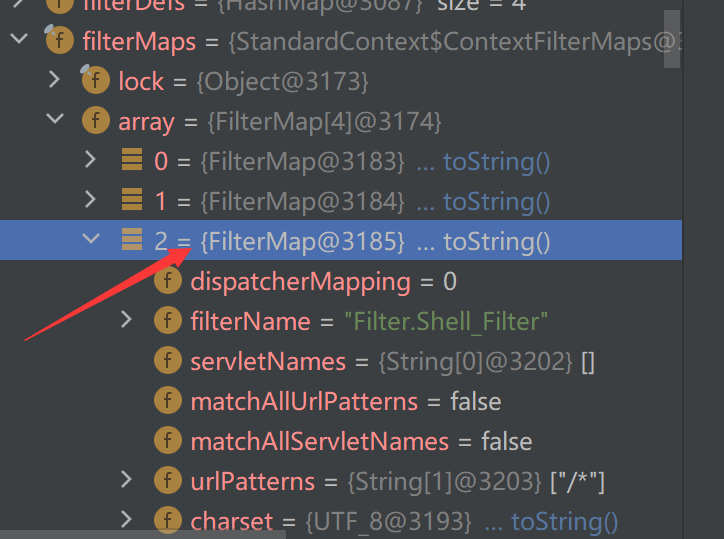 filterDefs = {HashMap@3087} size = 4
filterMaps = {StandardContext$ContextFilterMaps@3
lock = {Object@3173}
array = {FilterMap[4]@3174}
0 = {FilterMap@3183} ... toString()
1 = {FilterMap@3184} ... toString()
2 = {FilterMap@3185} ... toString()
f dispatcherMapping = 0
f filterName = "Filter.Shell_Filter"
f servletNames = {String[0]@3202} []
f matchAllUrlPatterns = false
f matchAllServletNames = false
f urlPatterns = {String[1]@3203} ["/*"]
f charset = {UTF_8@3193} ... toString()